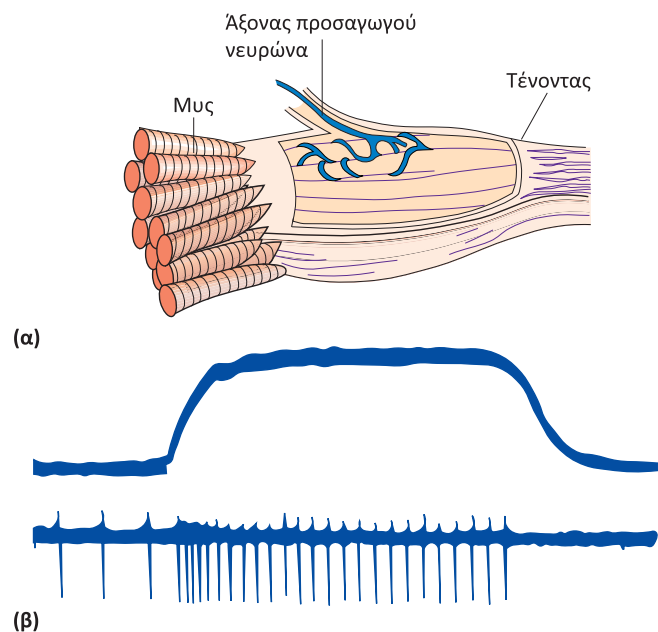 Άξονας προσαγωγού
νευρώνα
Τένοντας
Μυς
(α)
(β)